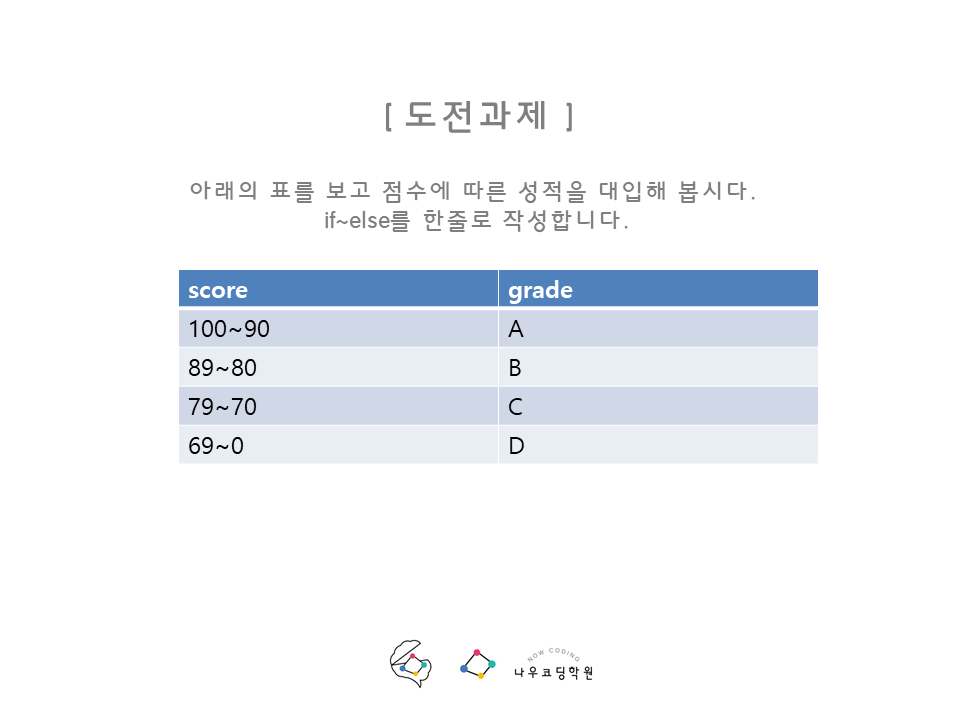 [ 도전과제 ]
아래의 표를 보고 점수에 따른 성적을 대입해 봅시다.
if~else를 한줄로 작성합니다.
score grade
100~90 A
89~80 B
79~70 C
69~0 D
NOW CODING
나우코딩학원